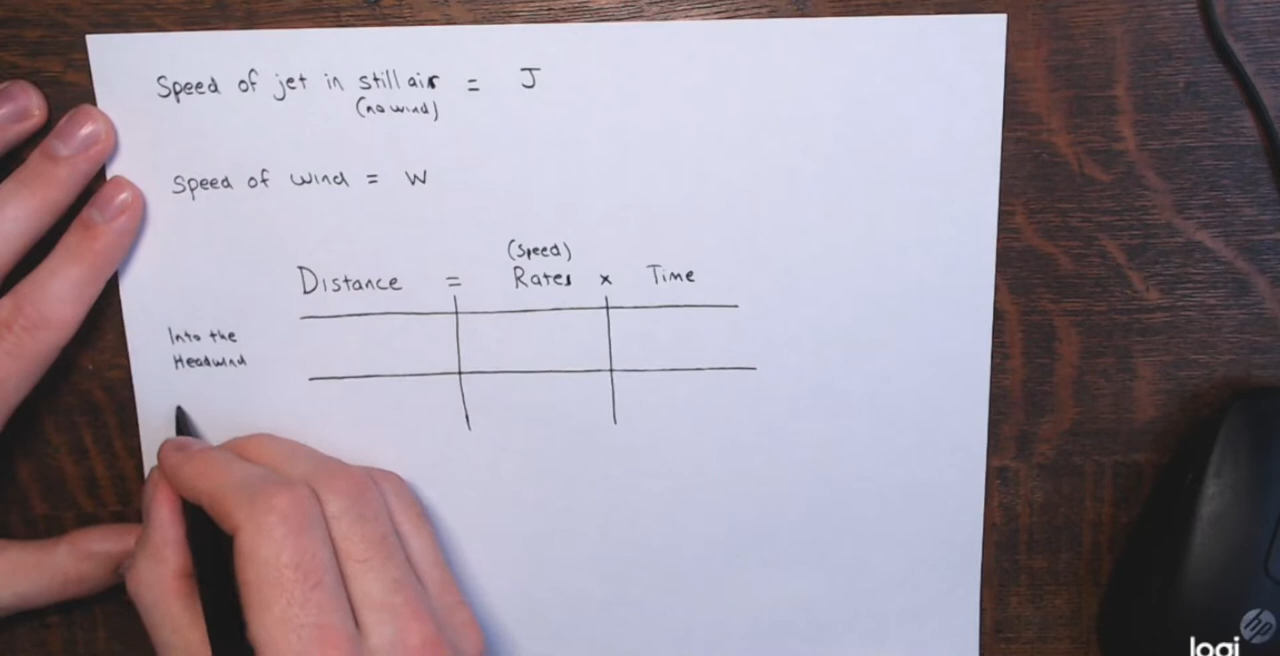 Speed of jet in still air = J
(no wind)
Speed of wind = W
(Speed)
Distance = Rates × Time
Into the
Headwind
hp
logi